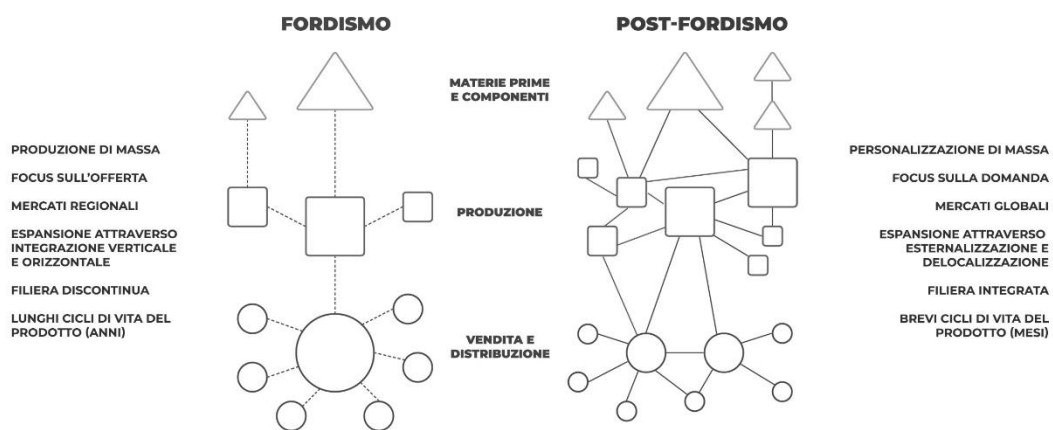 FORDISMO
POST-FORDISMO
MATERIE PRIME
E COMPONENTI
PRODUZIONE DI MASSA
FOCUS SULL'OFFERTA
MERCATI REGIONALI
ESPANSIONE ATTRAVERSO
INTEGRAZIONE VERTICALE
E ORIZZONTALE
FILIERA DISCONTINUA
LUNGHI CICLI DI VITA DEL
PRODOTTO (ANNI)
PRODUZIONE
VENDITA E
DISTRIBUZIONE
PERSONALIZZAZIONE DI MASSA
FOCUS SULLA DOMANDA
MERCATI GLOBALI
ESPANSIONE ATTRAVERSO
ESTERNALIZZAZIONE E
DELOCALIZZAZIONE
FILIERA INTEGRATA
BREVI CICLI DI VITA DEL
PRODOTTO (MESI)